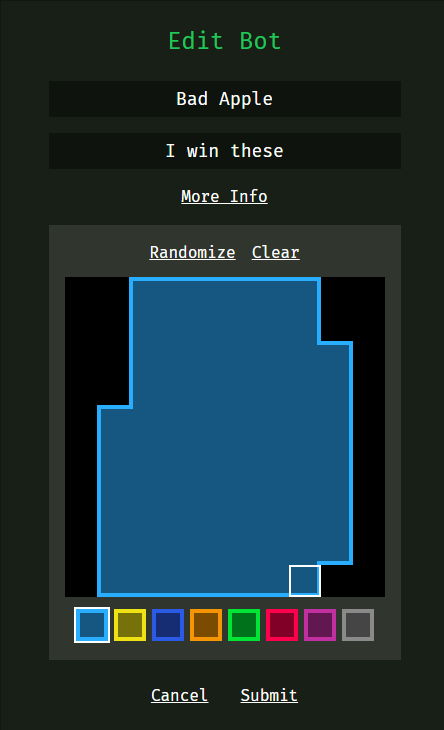 Edit Bot
Bad Apple
I win these
More Info
Randomize Clear
Cancel Submit